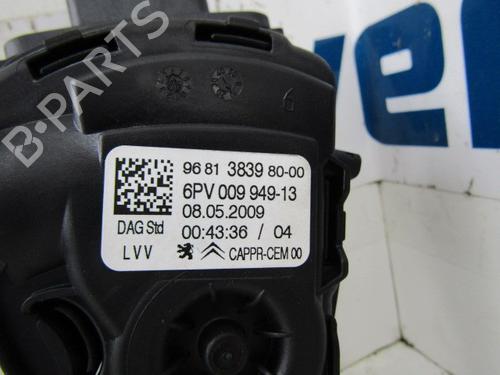 B-PARTS
6
96 81 3839 80-00
6PV 009 949-13
08.05.2009
DAG Std 00:43:36 / 04
LVV CAPPR-CEM 00